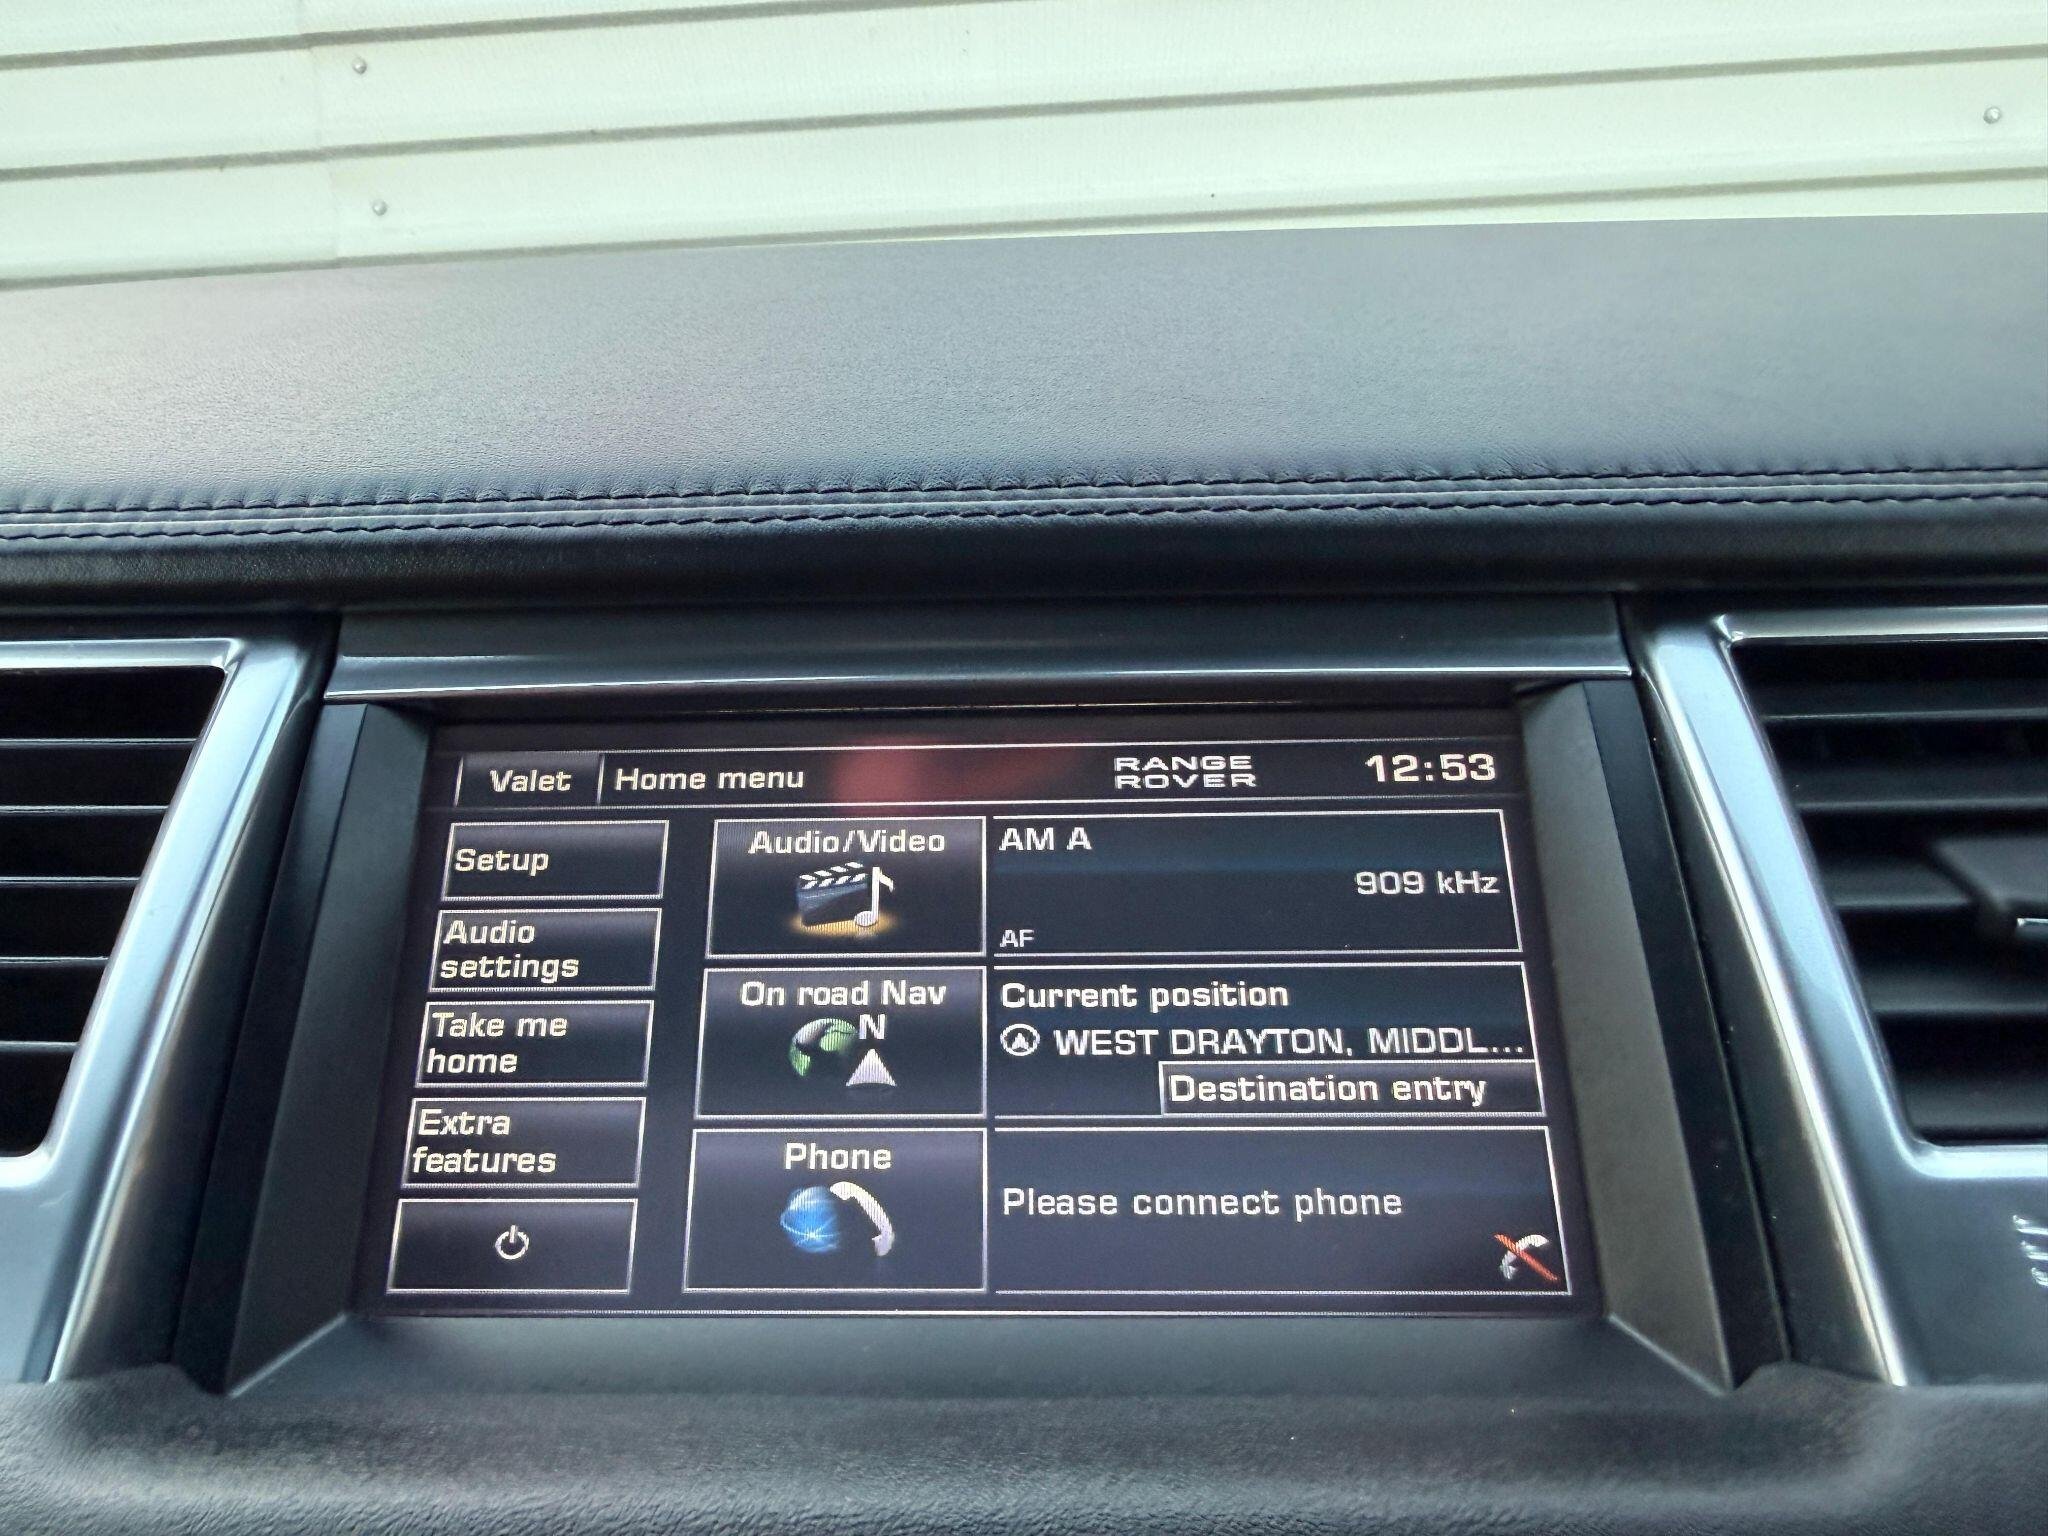 Valet
Home menu
RANGE
ROVER
12:53
Setup
Audio
settings
Take me
home
Extra
features
Audio/Video
AM A
909 kHz
AF
On road Nav
N
Current position
WEST DRAYTON, MIDDL...
Destination entry
Phone
Please connect phone